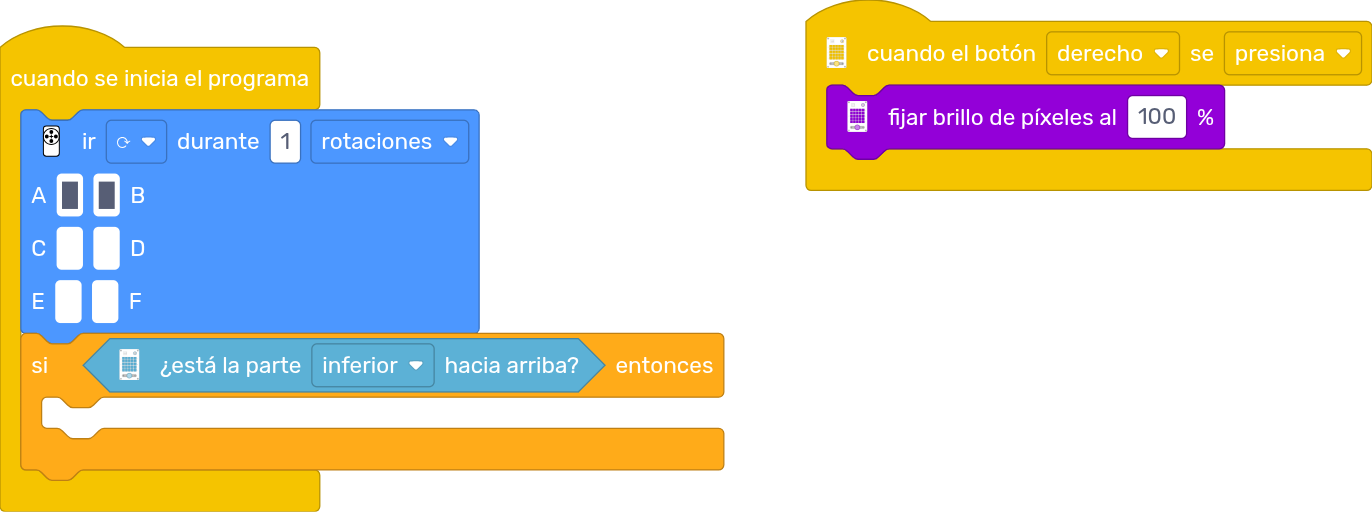 cuando se inicia el programa
ir ⟳ durante 1 rotaciones
A B
C D
E F
si ¿está la parte inferior hacia arriba? entonces
cuando el botón derecho se presiona
fijar brillo de píxeles al 100 %